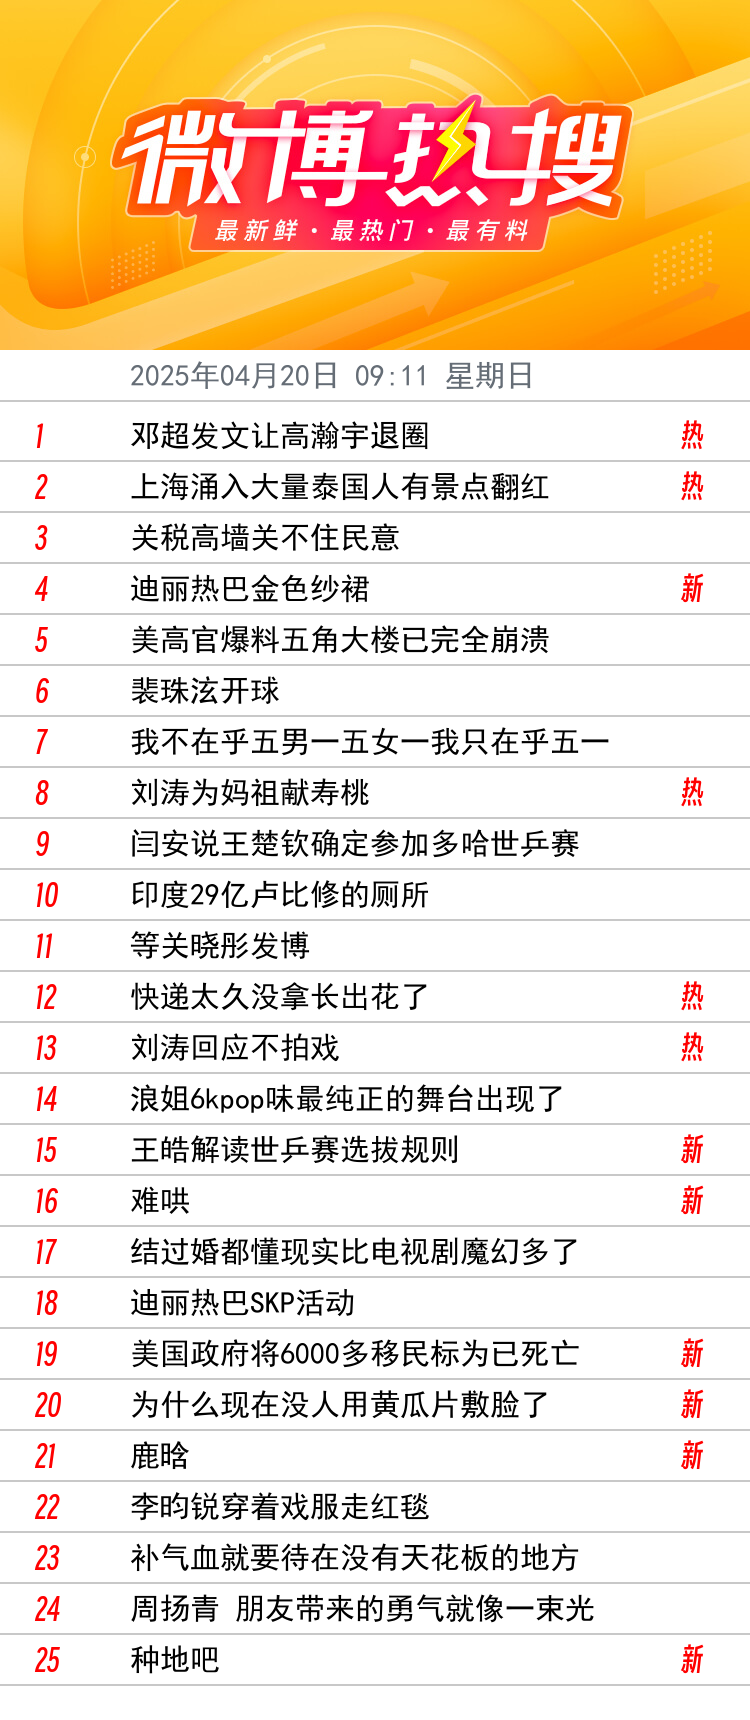 微博热搜
最新鲜·最热门·最有料
2025年04月20日 09:11 星期日
1 邓超发文让高瀚宇退圈 热
2 上海涌入大量泰国人有景点翻红 热
3 关税高墙关不住民意
4 迪丽热巴金色纱裙 新
5 美高官爆料五角大楼已完全崩溃
6 裴珠泫开球
7 我不在乎五男一五女一我只在乎五一
8 刘涛为妈祖献寿桃 热
9 闫安说王楚钦确定参加多哈世乒赛
10 印度29亿卢比修的厕所
11 等关晓彤发博
12 快递太久没拿长出花了 热
13 刘涛回应不拍戏 热
14 浪姐6kpop味最纯正的舞台出现了
15 王皓解读世乒赛选拔规则 新
16 难哄 新
17 结过婚都懂现实比电视剧魔幻多了
18 迪丽热巴SKP活动
19 美国政府将6000多移民标为已死亡 新
20 为什么现在没人用黄瓜片敷脸了 新
21 鹿晗 新
22 李昀锐穿着戏服走红毯
23 补气血就要待在没有天花板的地方
24 周扬青 朋友带来的勇气就像一束光
25 种地吧 新